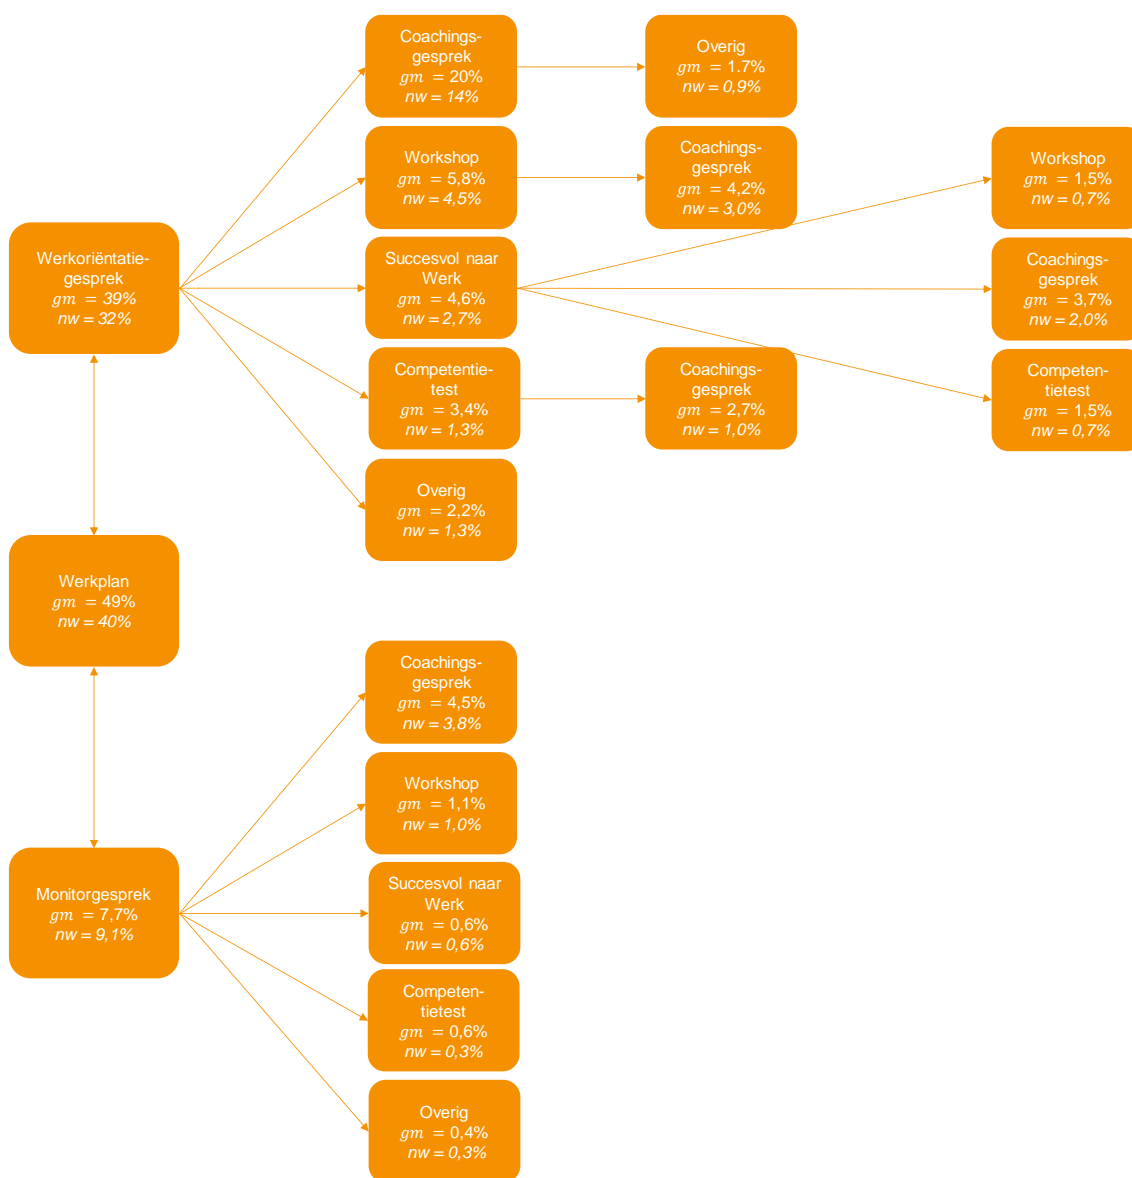 Coachings-
gesprek
gm = 20%
nw = 14%
Overig
gm = 1.7%
nw = 0,9%
Workshop
gm = 5,8%
nw = 4,5%
Coachings-
gesprek
gm = 4,2%
nw = 3,0%
Workshop
gm = 1,5%
nw = 0,7%
Werkoriëntatie-
gesprek
gm = 39%
nw = 32%
Succesvol naar
Werk
gm = 4,6%
nw = 2,7%
Coachings-
gesprek
gm = 3,7%
nw = 2,0%
Competentie-
test
gm = 3,4%
nw = 1,3%
Coachings-
gesprek
gm = 2,7%
nw = 1,0%
Competen-
tietest
gm = 1,5%
nw = 0,7%
Overig
gm = 2,2%
nw = 1,3%
Werkplan
gm = 49%
nw = 40%
Coachings-
gesprek
gm = 4,5%
nw = 3,8%
Workshop
gm = 1,1%
nw = 1,0%
Monitorgesprek
gm = 7,7%
nw = 9,1%
Succesvol naar
Werk
gm = 0,6%
nw = 0,6%
Competen-
tietest
gm = 0,6%
nw = 0,3%
Overig
gm = 0,4%
nw = 0,3%